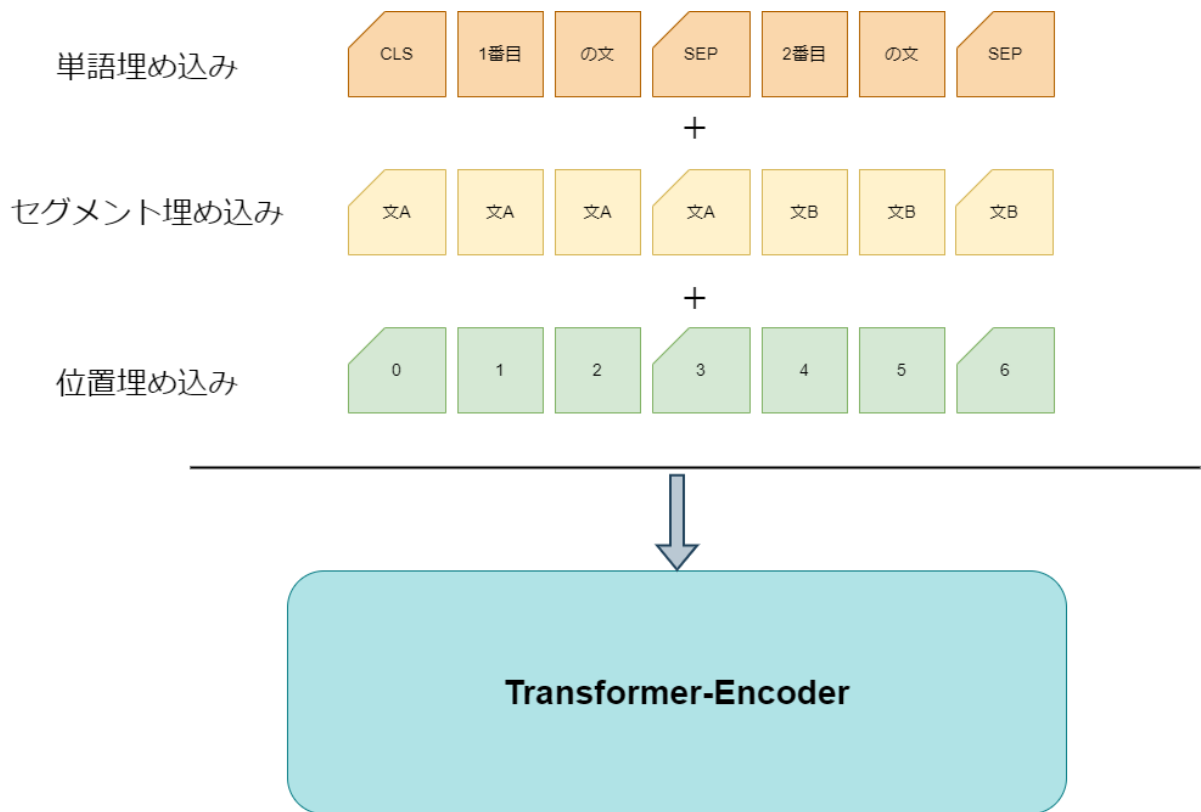 単語埋め込み CLS 1番目 の文 SEP 2番目 の文 SEP
+
セグメント埋め込み 文A 文A 文A 文A 文B 文B 文B
+
位置埋め込み 0 1 2 3 4 5 6
Transformer-Encoder